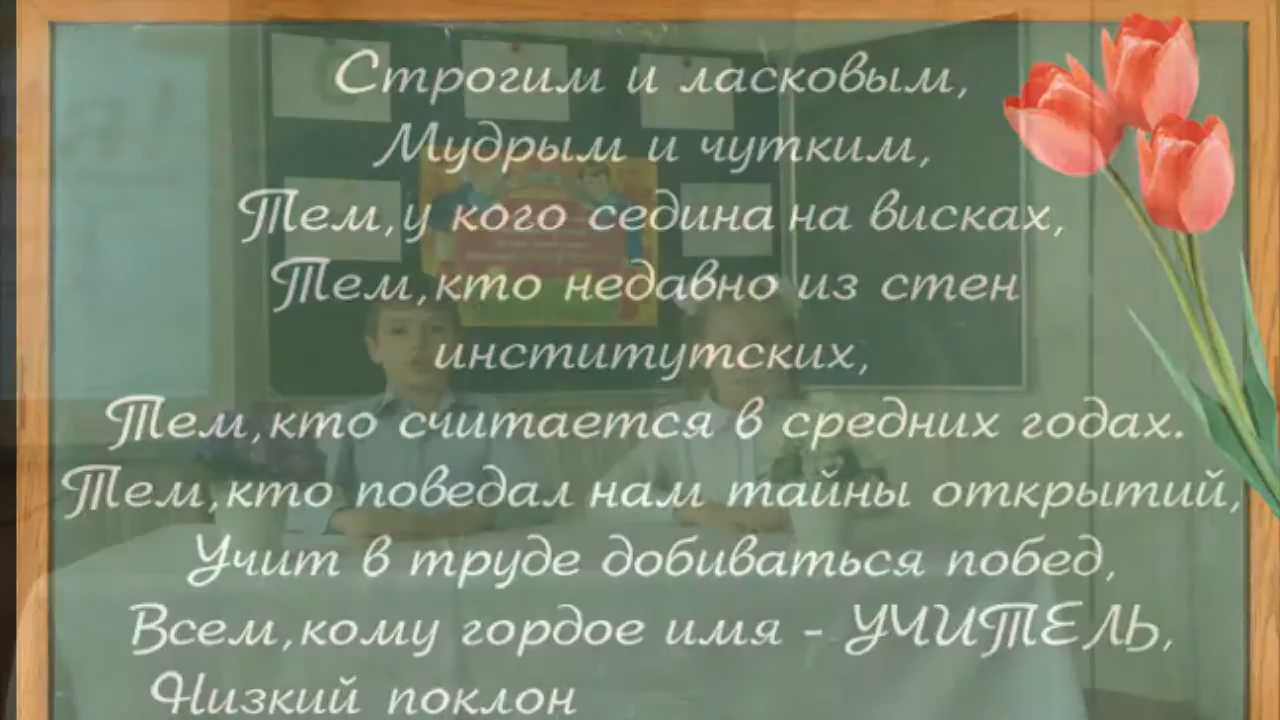 Строгим и ласковым,
Мудрым и чутким,
Тем,у кого седина на висках,
Тем,кто недавно из стен
институтских,
Тем,кто считается в средних годах.
Тем,кто поведал нам тайны открытий,
Учит в труде добиваться побед,
Всем,кому гордое имя - УЧИТЕЛЬ,
Низкий поклон